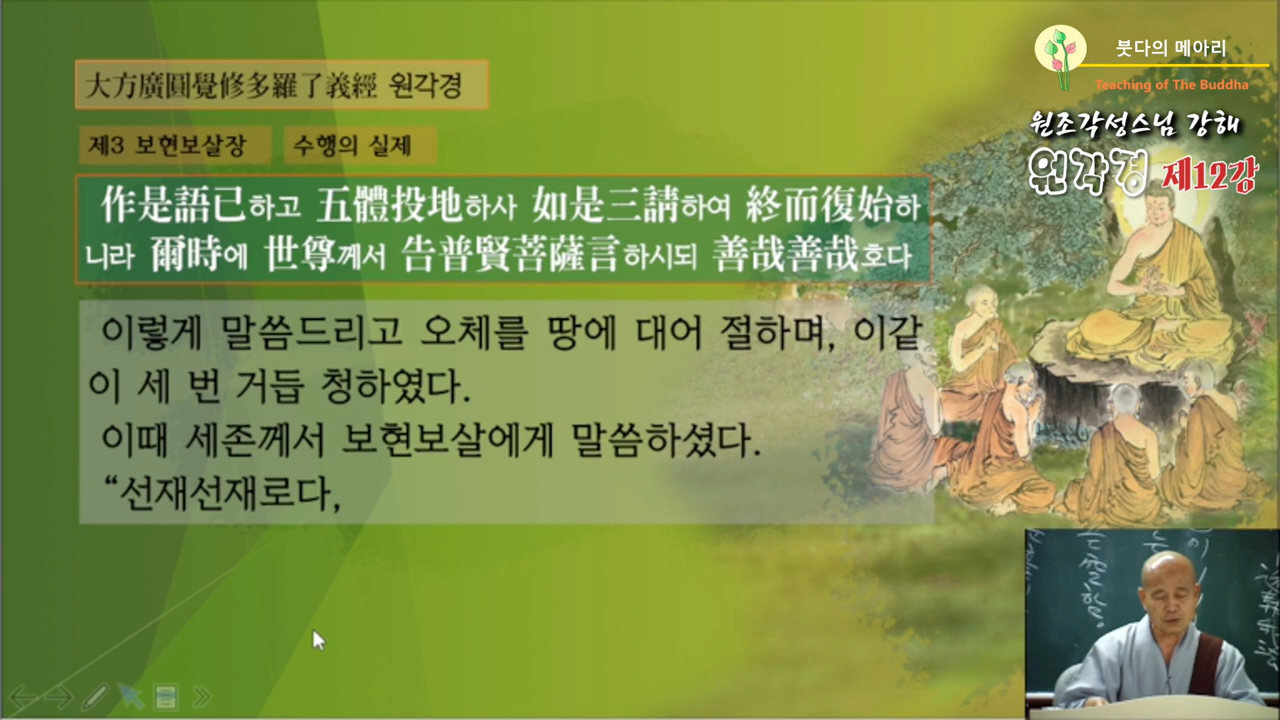 붓다의 메아리
Teaching of The Buddha
원조각성스님 강해
원각경 제12강
大方廣圓覺修多羅了義經 원각경
제3 보현보살장
수행의 실제
作是語已하고 五體投地하사 如是三請하여 終而復始하
니라 爾時에 世尊께서 告普賢菩薩言하시되 善哉善哉호다
이렇게 말씀드리고 오체를 땅에 대어 절하며, 이같
이 세 번 거듭 청하였다.
이때 세존께서 보현보살에게 말씀하셨다.
“선재선재로다,